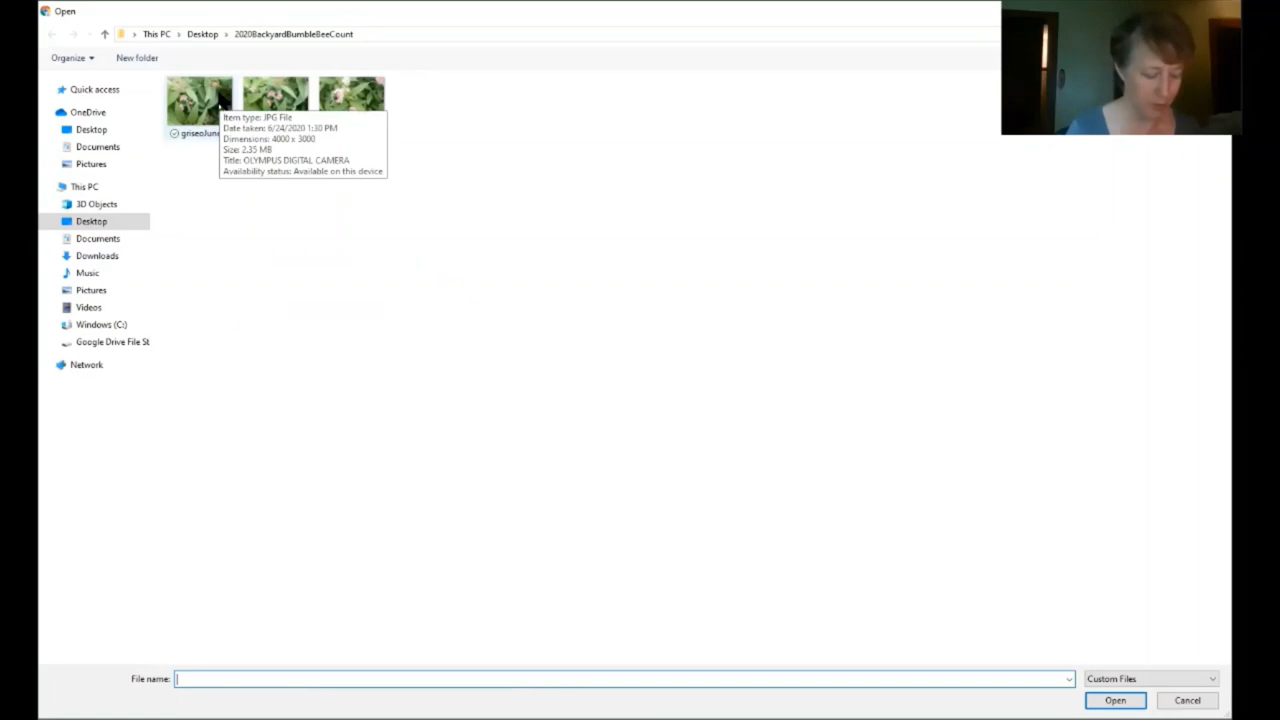 Open
This PC > Desktop > 2020BackyardBumbleBeeCount
Organize
New folder
Quick access
OneDrive
Desktop
Documents
Pictures
This PC
3D Objects
Desktop
Documents
Downloads
Music
Pictures
Videos
Windows (C:)
Google Drive File St
Network
griseoJune
Item type: JPG File
Date taken: 6/24/2020 1:30 PM
Dimensions: 4000 x 3000
Size: 2.35 MB
Title: OLYMPUS DIGITAL CAMERA
Availability status: Available on this device
File name:
Custom Files
Open
Cancel